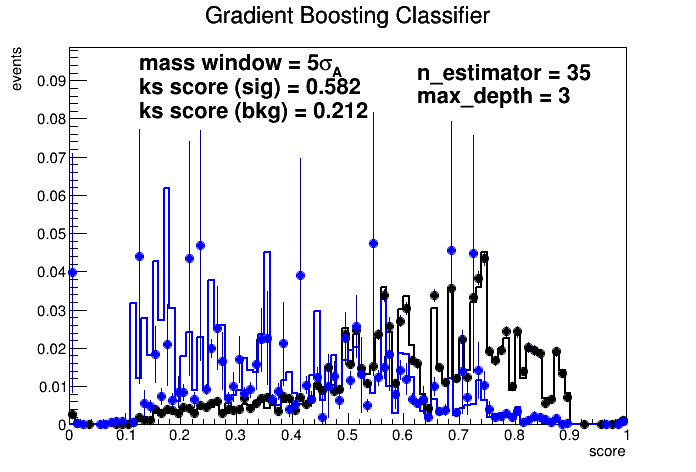 Gradient Boosting Classifier
events
mass window = 5σA
ks score (sig) = 0.582
ks score (bkg) = 0.212
n_estimator = 35
max_depth = 3
0.09
0.08
0.07
0.06
0.05
0.04
0.03
0.02
0.01
0
0 0.1 0.2 0.3 0.4 0.5 0.6 0.7 0.8 0.9 1
score